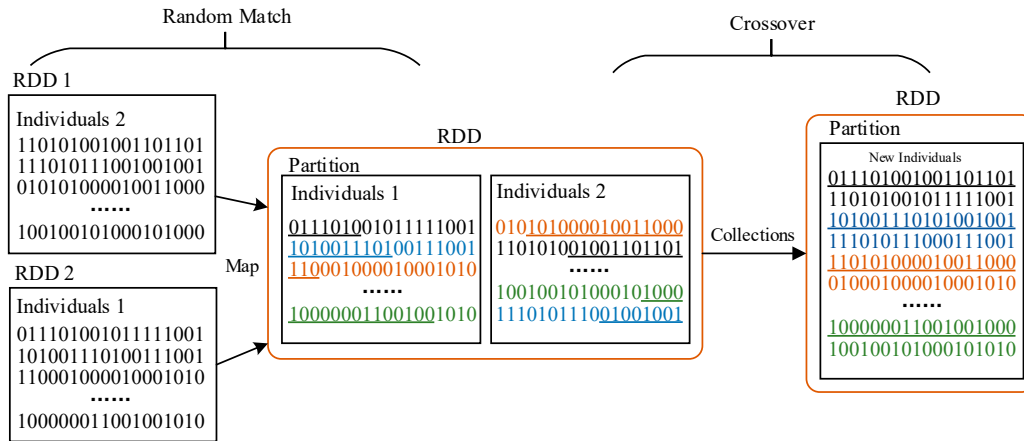 Random Match
Crossover
RDD 1
Individuals 2
110101001001101101
111010111001001001
010101000010011000
......
100100101000101000
RDD 2
Individuals 1
011101001011111001
101001110100111001
110001000010001010
......
100000011001001010
Map
RDD
Partition
Individuals 1
011101001011111001
101001110100111001
110001000010001010
......
100000011001001010
Individuals 2
010101000010011000
110101001001101101
......
100100101000101000
111010111001001001
Collections
RDD
Partition
New Individuals
011101001001101101
110101001011111001
101001110101001001
111010111000111001
110101000010011000
010001000010001010
......
100000011001001000
100100101000101010